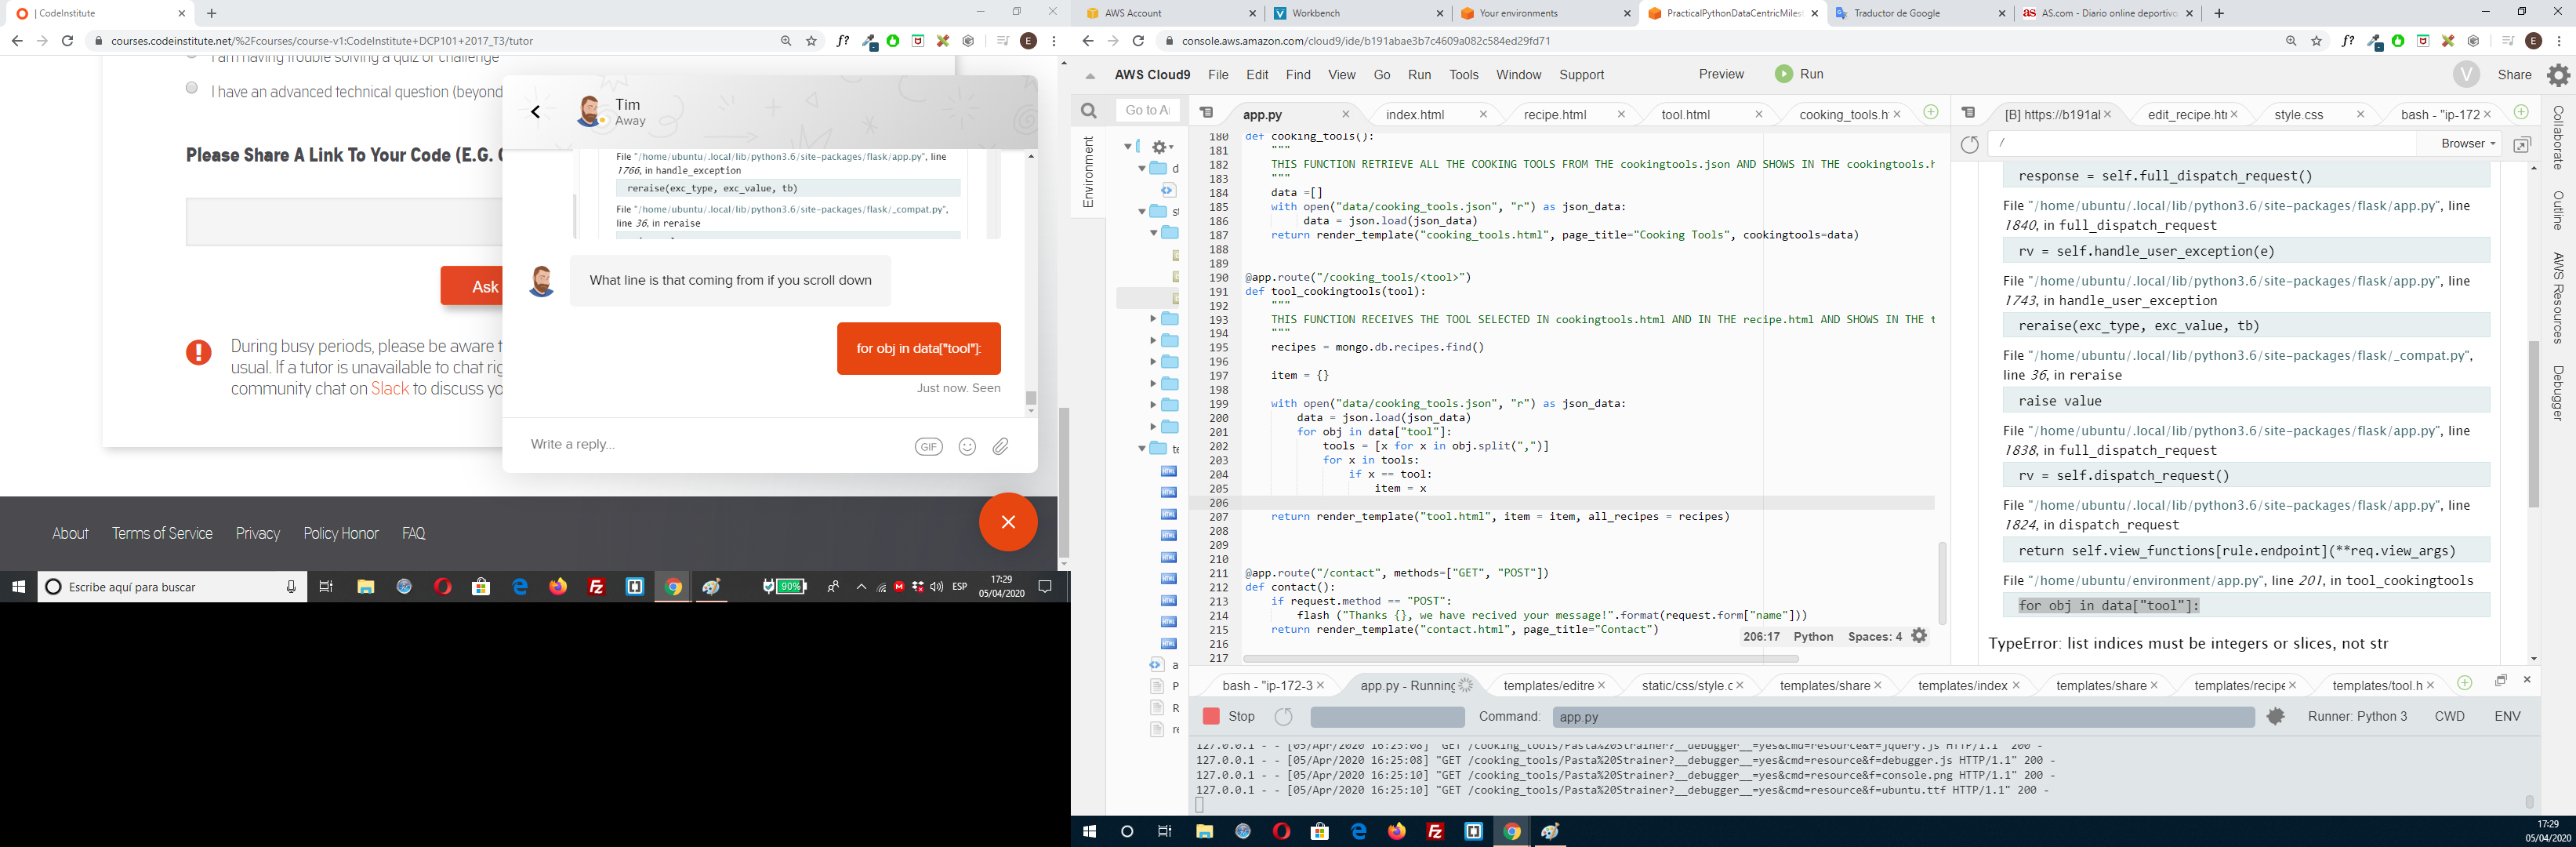 | CodeInstitute
courses.codeinstitute.net/%2Fcourses/course-v1:CodeInstitute+DCP101+2017_T3/tutor
I am having trouble solving a quiz or challenge
I have an advanced technical question (beyond
Please Share A Link To Your Code (E.G.
Ask
During busy periods, please be aware
usual. If a tutor is unavailable to chat
community chat on Slack to discuss
Tim
Away
File "/home/ubuntu/.local/lib/python3.6/site-packages/flask/app.py", line
1766, in handle_exception
reraise(exc_type, exc_value, tb)
File "/home/ubuntu/.local/lib/python3.6/site-packages/flask/_compat.py",
line 36, in reraise
What line is that coming from if you scroll down
for obj in data["tool"]:
Just now. Seen
Write a reply...
GIF
About Terms of Service Privacy Policy Honor FAQ
Escribe aquí para buscar
90%
ESP
17:29
05/04/2020
AWS Account
Workbench
Your environments
PracticalPythonDataCentricMiles
Traductor de Google
AS.com - Diario online deportivo
console.aws.amazon.com/cloud9/ide/b191abae3b7c4609a082c584ed29fd71
AWS Cloud9 File Edit Find View Go Run Tools Window Support Preview Run
V Share
Go to
Environment
app.py index.html recipe.html tool.html cooking_tools.h
180 def cooking_tools():
181 """
182 THIS FUNCTION RETRIEVE ALL THE COOKING TOOLS FROM THE cookingtools.json AND SHOWS IN THE cookingtools.h
183 """
184 data =[]
185 with open("data/cooking_tools.json", "r") as json_data:
186 data = json.load(json_data)
187 return render_template("cooking_tools.html", page_title="Cooking Tools", cookingtools=data)
188
189
190 @app.route("/cooking_tools/<tool>")
191 def tool_cookingtools(tool):
192 """
193 THIS FUNCTION RECEIVES THE TOOL SELECTED IN cookingtools.html AND IN THE recipe.html AND SHOWS IN THE t
194 """
195 recipes = mongo.db.recipes.find()
196
197 item = {}
198
199 with open("data/cooking_tools.json", "r") as json_data:
200 data = json.load(json_data)
201 for obj in data["tool"]:
202 tools = [x for x in obj.split(",")]
203 for x in tools:
204 if x == tool:
205 item = x
206
207 return render_template("tool.html", item = item, all_recipes = recipes)
208
209
210
211 @app.route("/contact", methods=["GET", "POST"])
212 def contact():
213 if request.method == "POST":
214 flash ("Thanks {}, we have recived your message!".format(request.form["name"]))
215 return render_template("contact.html", page_title="Contact")
216
217
206:17 Python Spaces: 4
[B] https://b191al edit_recipe.ht style.css bash - "ip-172
/
Browser
response = self.full_dispatch_request()
File "/home/ubuntu/.local/lib/python3.6/site-packages/flask/app.py", line
1840, in full_dispatch_request
rv = self.handle_user_exception(e)
File "/home/ubuntu/.local/lib/python3.6/site-packages/flask/app.py", line
1743, in handle_user_exception
reraise(exc_type, exc_value, tb)
File "/home/ubuntu/.local/lib/python3.6/site-packages/flask/_compat.py",
line 36, in reraise
raise value
File "/home/ubuntu/.local/lib/python3.6/site-packages/flask/app.py", line
1838, in full_dispatch_request
rv = self.dispatch_request()
File "/home/ubuntu/.local/lib/python3.6/site-packages/flask/app.py", line
1824, in dispatch_request
return self.view_functions[rule.endpoint](**req.view_args)
File "/home/ubuntu/environment/app.py", line 201, in tool_cookingtools
for obj in data["tool"]:
TypeError: list indices must be integers or slices, not str
Collaborate
Outline
AWS Resources
Debugger
bash - "ip-172-3 app.py - Running templates/editre static/css/style.c templates/share templates/index templates/share templates/recipe templates/tool.h
Stop Command: app.py Runner: Python 3 CWD ENV
127.0.0.1 - - [05/Apr/2020 16:25:08] "GET /cooking_tools/Pasta%20Strainer?__debugger__=yes&cmd=resource&f=jquery.js HTTP/1.1" 200 -
127.0.0.1 - - [05/Apr/2020 16:25:08] "GET /cooking_tools/Pasta%20Strainer?__debugger__=yes&cmd=resource&f=debugger.js HTTP/1.1" 200 -
127.0.0.1 - - [05/Apr/2020 16:25:10] "GET /cooking_tools/Pasta%20Strainer?__debugger__=yes&cmd=resource&f=console.png HTTP/1.1" 200 -
127.0.0.1 - - [05/Apr/2020 16:25:10] "GET /cooking_tools/Pasta%20Strainer?__debugger__=yes&cmd=resource&f=ubuntu.ttf HTTP/1.1" 200 -
17:29
05/04/2020